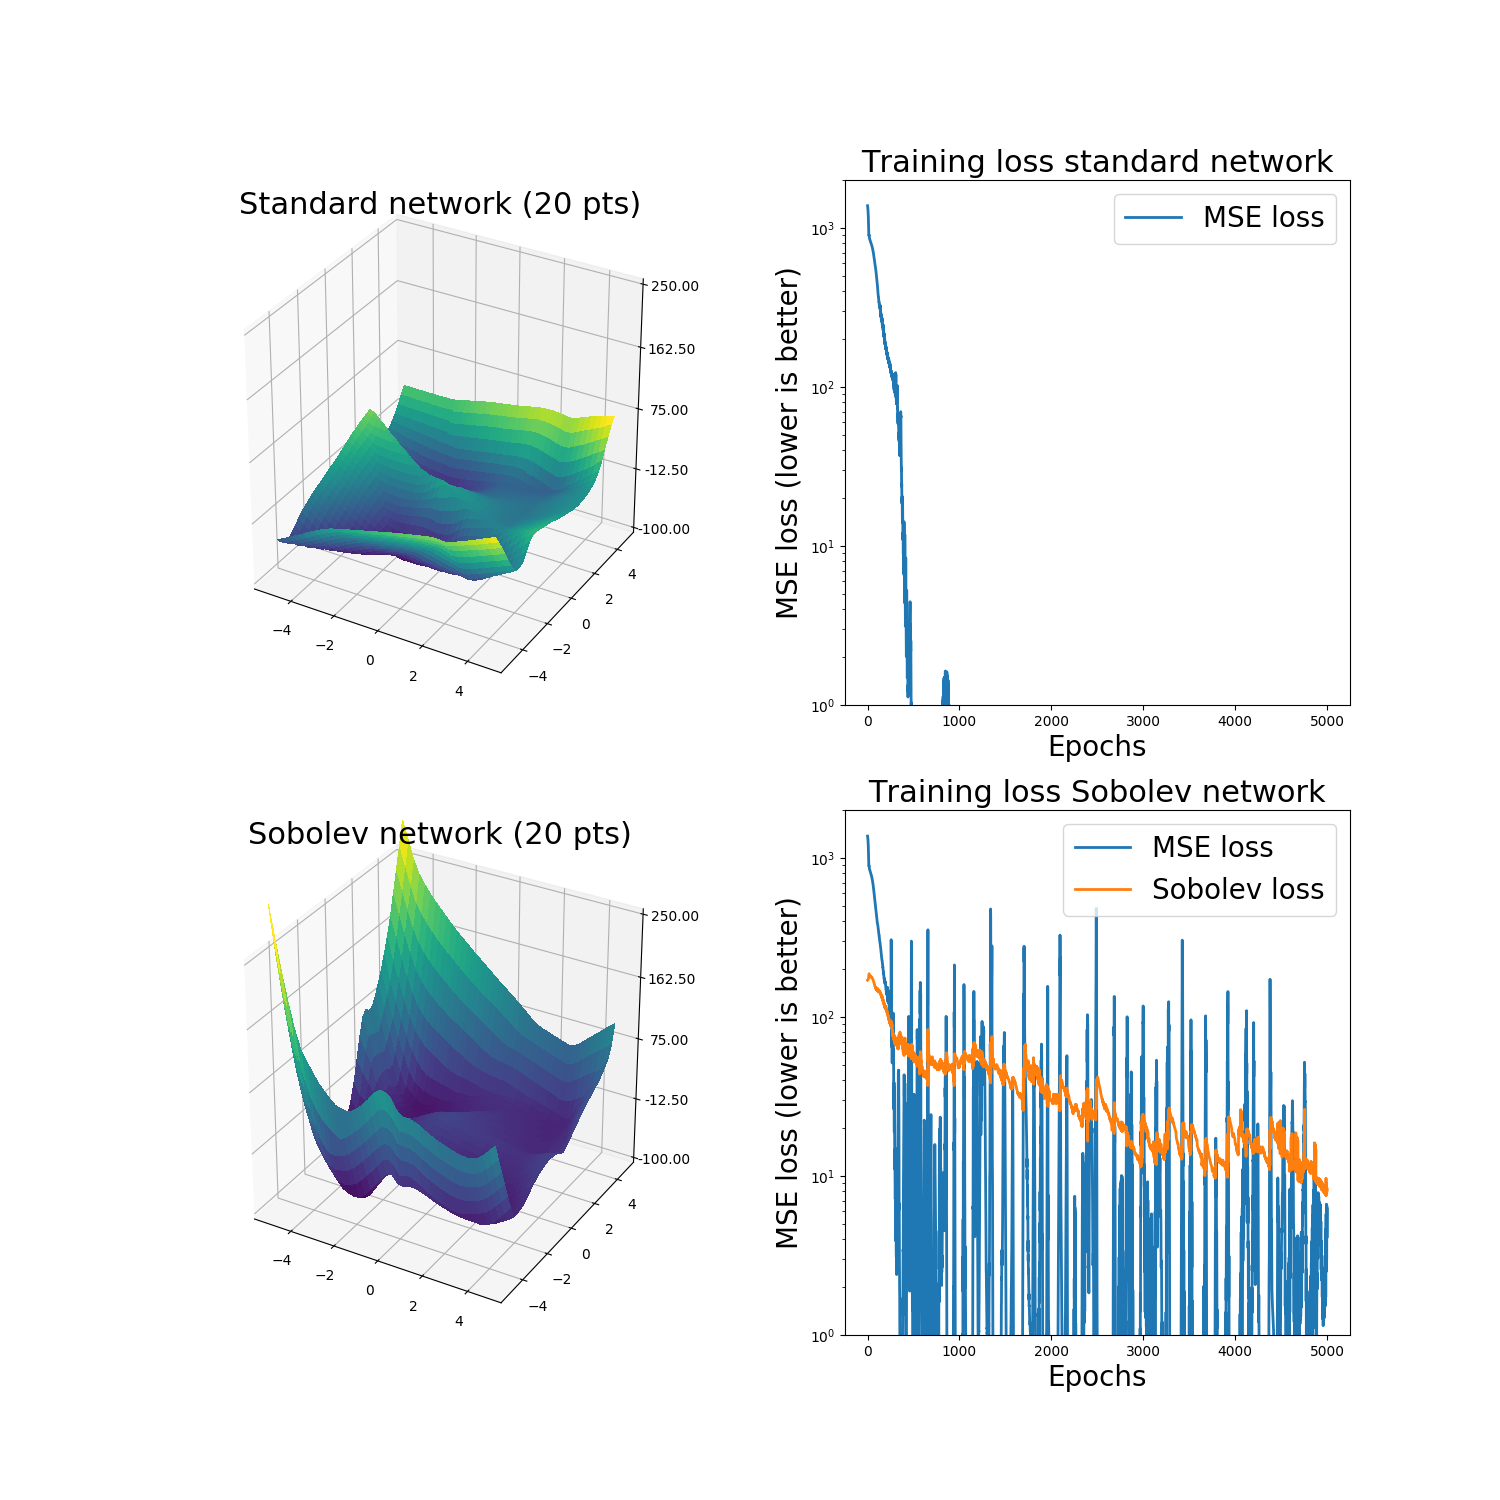 Standard network (20 pts)
250.00
162.50
75.00
-12.50
-100.00
−4
−2
0
2
4
−4
−2
0
2
4
Training loss standard network
MSE loss
MSE loss (lower is better)
10³
10²
10¹
10⁰
0 1000 2000 3000 4000 5000
Epochs
Sobolev network (20 pts)
250.00
162.50
75.00
-12.50
-100.00
−4
−2
0
2
4
−4
−2
0
2
4
Training loss Sobolev network
MSE loss
Sobolev loss
MSE loss (lower is better)
10³
10²
10¹
10⁰
0 1000 2000 3000 4000 5000
Epochs